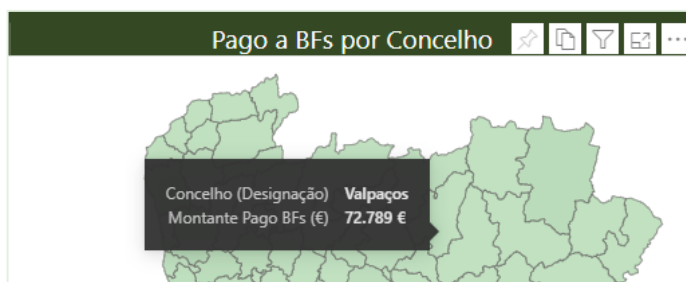 Pago a BFs por Concelho
Concelho (Designação) Valpaços
Montante Pago BFs (€) 72.789 €